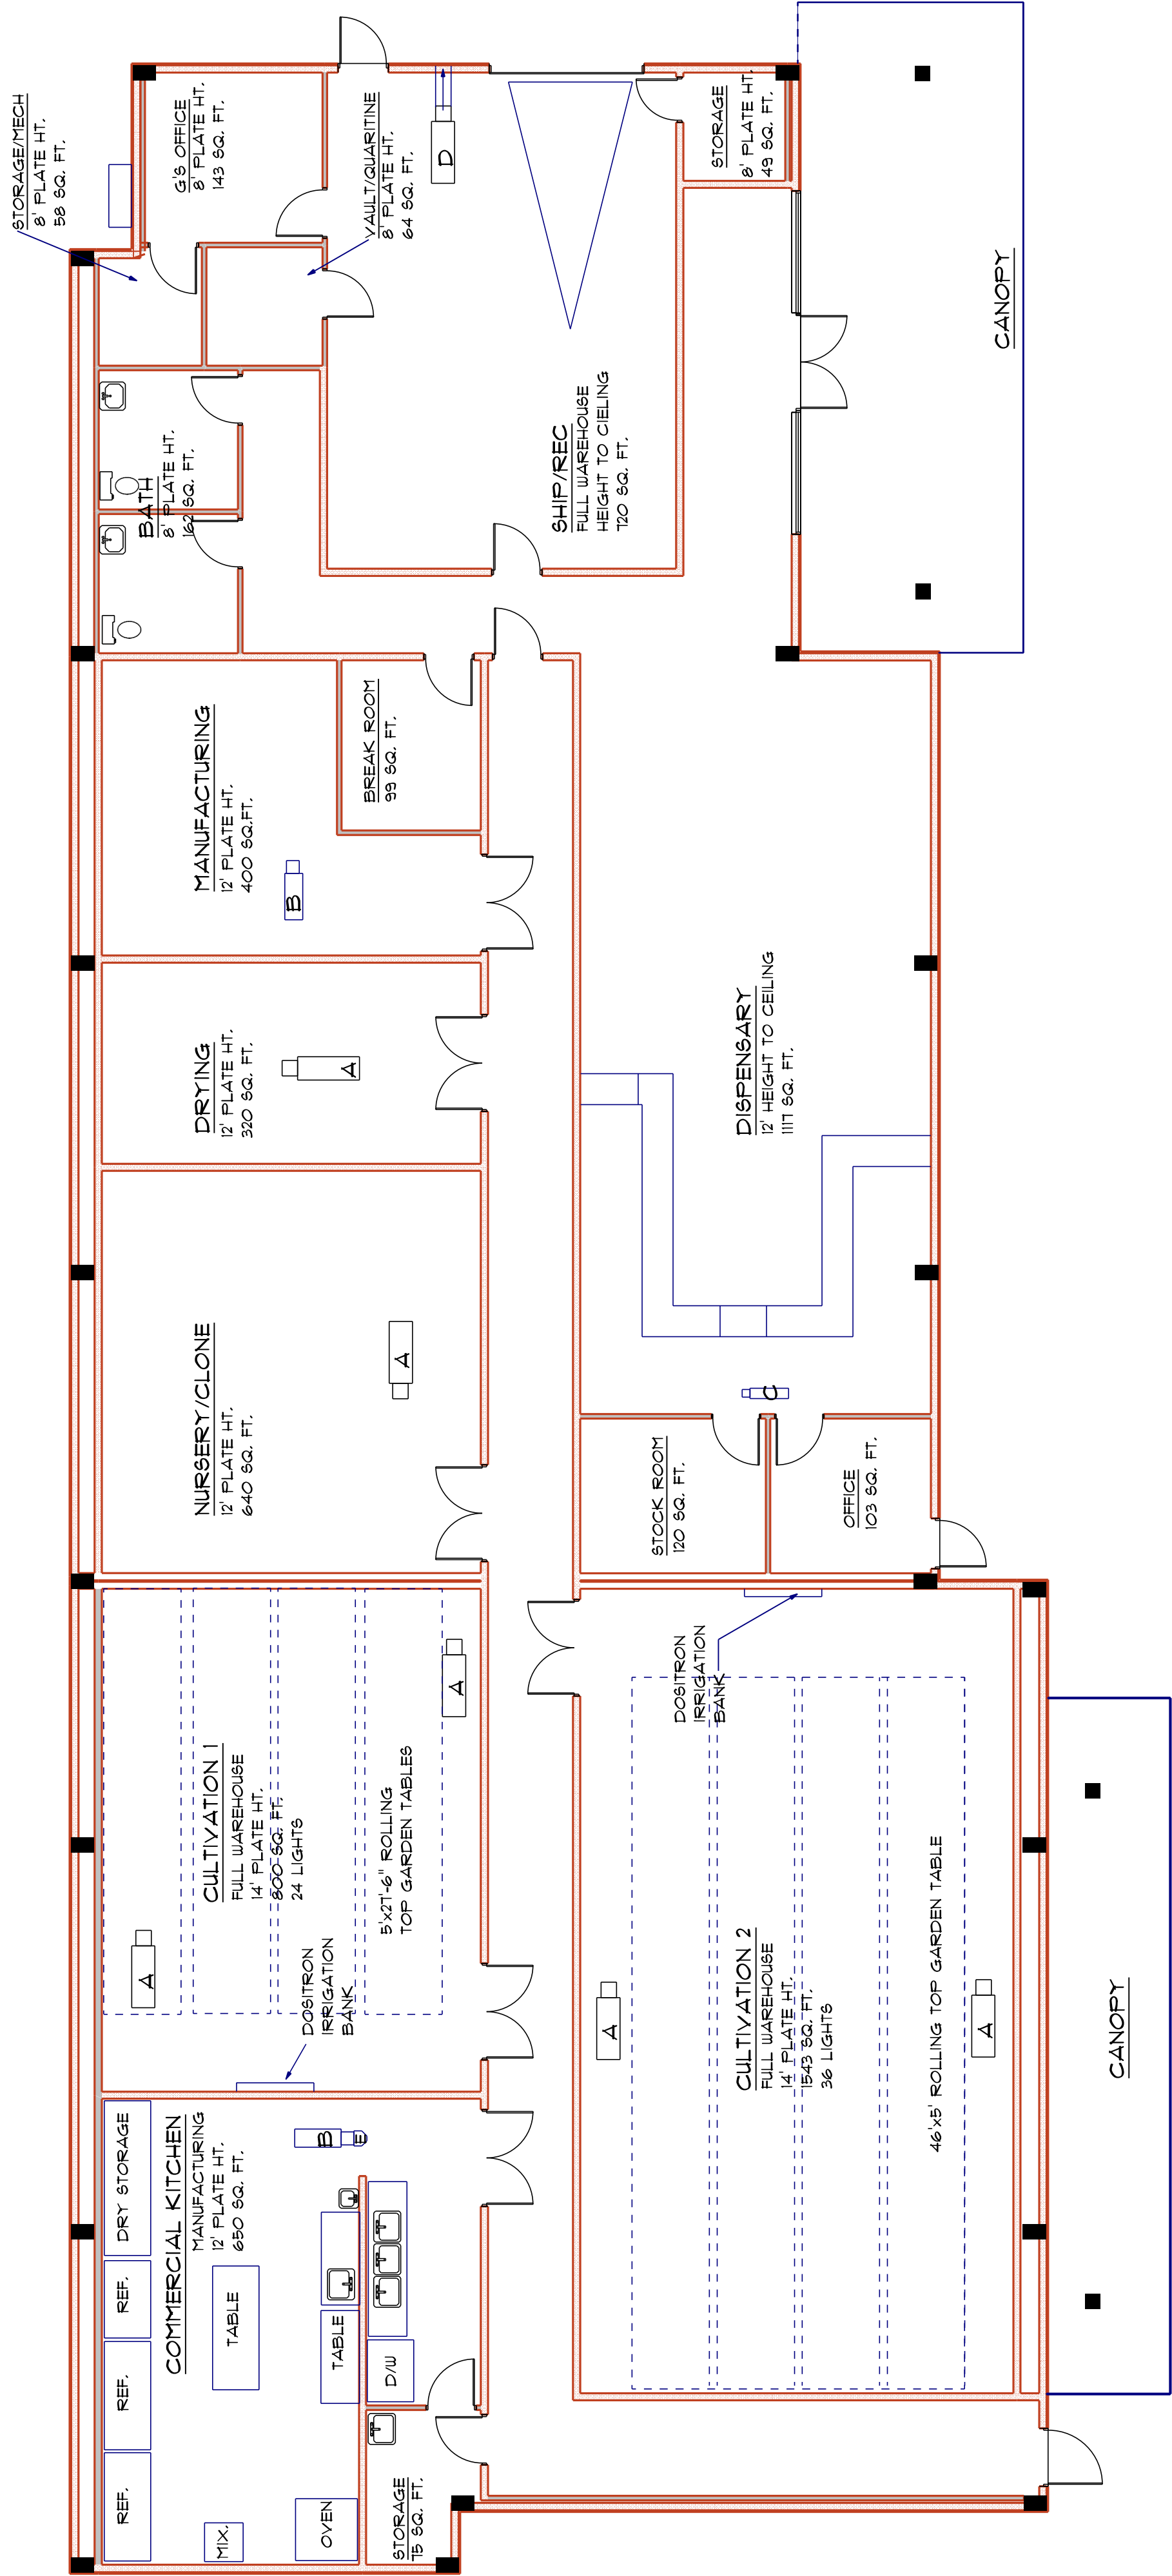 STORAGE/MECH
8' PLATE HT.
58 SQ. FT.
G'S OFFICE
8' PLATE HT.
143 SQ. FT.
VAULT/QUARITINE
8' PLATE HT.
64 SQ. FT.
D
STORAGE
8' PLATE HT.
49 SQ. FT.
CANOPY
BATH
8' PLATE HT.
162 SQ. FT.
SHIP/REC
FULL WAREHOUSE
HEIGHT TO CIELING
720 SQ. FT.
MANUFACTURING
12' PLATE HT.
400 SQ.FT.
B
BREAK ROOM
99 SQ. FT.
DRYING
12' PLATE HT.
320 SQ. FT.
A
DISPENSARY
12' HEIGHT TO CEILING
1117 SQ. FT.
NURSERY/CLONE
12' PLATE HT.
640 SQ. FT.
A
C
STOCK ROOM
120 SQ. FT.
OFFICE
103 SQ. FT.
CULTIVATION 1
FULL WAREHOUSE
14' PLATE HT.
800 SQ. FT.
24 LIGHTS
5'x27'-6" ROLLING
TOP GARDEN TABLES
A
A
DOSITRON
IRRIGATION
BANK
DOSITRON
IRRIGATION
BANK
CULTIVATION 2
FULL WAREHOUSE
14' PLATE HT.
1543 SQ. FT.
36 LIGHTS
46'x5' ROLLING TOP GARDEN TABLE
A
A
CANOPY
COMMERCIAL KITCHEN
MANUFACTURING
12' PLATE HT.
650 SQ. FT.
DRY STORAGE
REF.
REF.
REF.
TABLE
TABLE
B
E
D/W
MIX.
OVEN
STORAGE
75 SQ. FT.